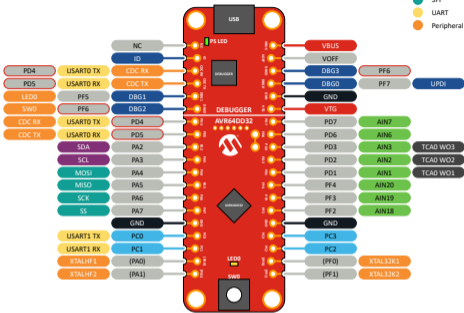 SPI
UART
Peripheral
USB
PS LED
NC
VBUS
ID
VOFF
PD4 USART0 TX CDC RX CDC RX
DBG3 PF6
PD5 USART0 RX CDC TX CDC TX
DBG0 PF7 UPDI
LED0 PF5 DBG1
GND
SW0 PF6 DBG2
VTG
DEBUGGER
AVR64DD32
CDC RX USART0 TX PD4
PD7 AIN7
CDC TX USART0 RX PD5
PD6 AIN6
SDA PA2
PD3 AIN3 TCA0 WO3
SCL PA3
PD2 AIN2 TCA0 WO2
MOSI PA4
PD1 AIN1 TCA0 WO1
MISO PA5
PF4 AIN20
SCK PA6
PF3 AIN19
SS PA7
PF2 AIN18
GND
GND
USART1 TX PC0
PC3
USART1 RX PC1
PC2
XTALHF1 (PA0)
(PF0) XTAL32K1
XTALHF2 (PA1)
(PF1) XTAL32K2
LED0
SW0